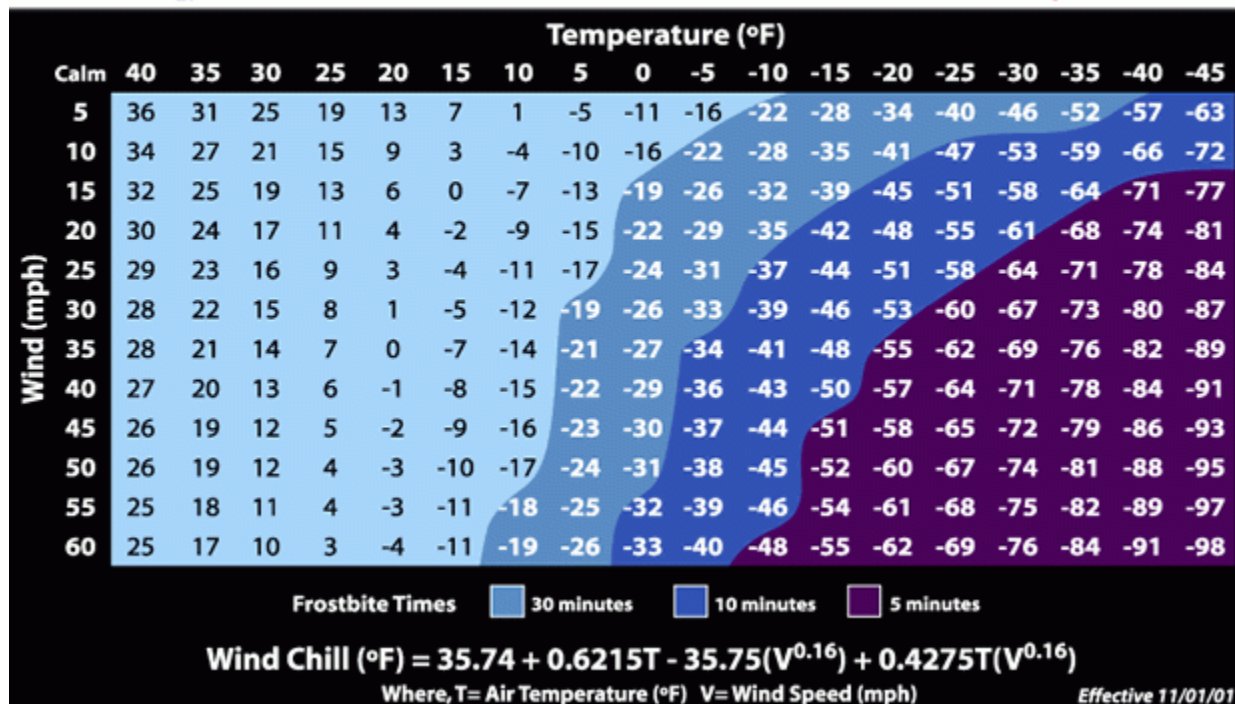 Temperature (ºF)
Calm 40 35 30 25 20 15 10 5 0 -5 -10 -15 -20 -25 -30 -35 -40 -45
5 36 31 25 19 13 7 1 -5 -11 -16 -22 -28 -34 -40 -46 -52 -57 -63
10 34 27 21 15 9 3 -4 -10 -16 -22 -28 -35 -41 -47 -53 -59 -66 -72
15 32 25 19 13 6 0 -7 -13 -19 -26 -32 -39 -45 -51 -58 -64 -71 -77
20 30 24 17 11 4 -2 -9 -15 -22 -29 -35 -42 -48 -55 -61 -68 -74 -81
25 29 23 16 9 3 -4 -11 -17 -24 -31 -37 -44 -51 -58 -64 -71 -78 -84
30 28 22 15 8 1 -5 -12 -19 -26 -33 -39 -46 -53 -60 -67 -73 -80 -87
35 28 21 14 7 0 -7 -14 -21 -27 -34 -41 -48 -55 -62 -69 -76 -82 -89
40 27 20 13 6 -1 -8 -15 -22 -29 -36 -43 -50 -57 -64 -71 -78 -84 -91
45 26 19 12 5 -2 -9 -16 -23 -30 -37 -44 -51 -58 -65 -72 -79 -86 -93
50 26 19 12 4 -3 -10 -17 -24 -31 -38 -45 -52 -60 -67 -74 -81 -88 -95
55 25 18 11 4 -3 -11 -18 -25 -32 -39 -46 -54 -61 -68 -75 -82 -89 -97
60 25 17 10 3 -4 -11 -19 -26 -33 -40 -48 -55 -62 -69 -76 -84 -91 -98
Wind (mph)
Frostbite Times 30 minutes 10 minutes 5 minutes
Wind Chill (ºF) = 35.74 + 0.6215T - 35.75(V^0.16) + 0.4275T(V^0.16)
Where, T= Air Temperature (ºF) V= Wind Speed (mph) Effective 11/01/01